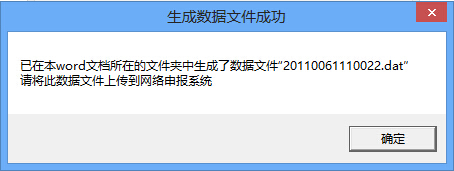 生成数据文件成功
已在本word文档所在的文件夹中生成了数据文件"20110061110022.dat"
请将此数据文件上传到网络申报系统
确定